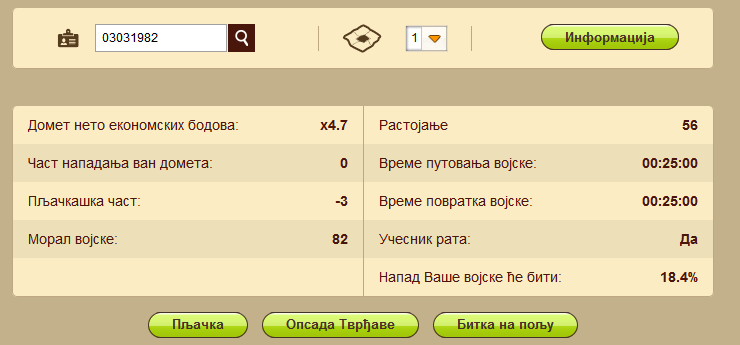 03031982 1 Информација
Домет нето економских бодова: x4.7 Растојање 56
Част нападања ван домета: 0 Време путовања војске: 00:25:00
Пљачкашка част: -3 Време повратка војске: 00:25:00
Морал војске: 82 Учесник рата: Да
Напад Ваше војске ће бити: 18.4%
Пљачка Опсада Тврђаве Битка на пољу